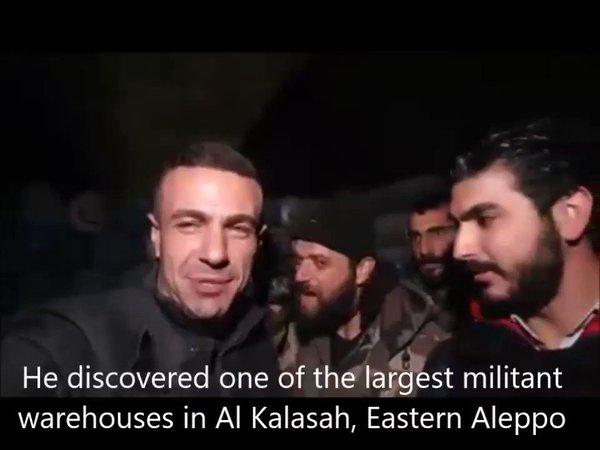 He discovered one of the largest militant
warehouses in Al Kalasah, Eastern Aleppo